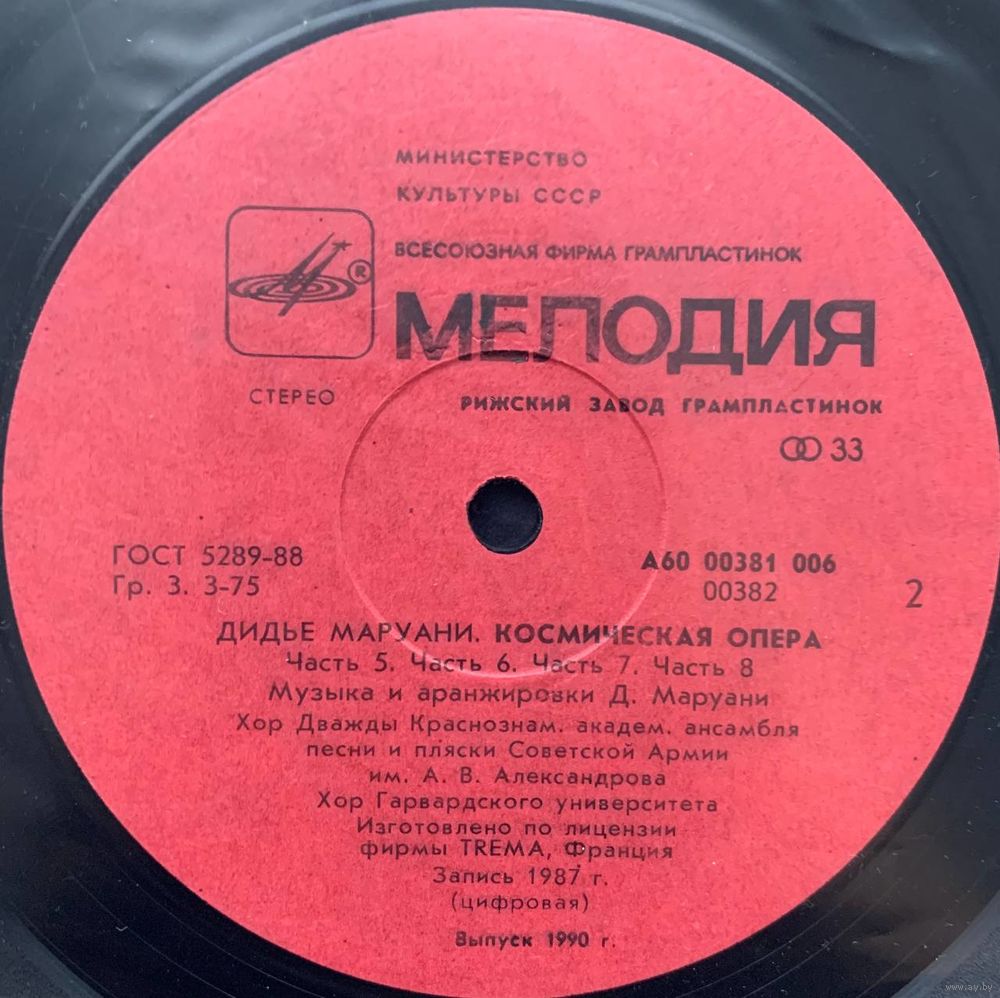 МИНИСТЕРСТВО
КУЛЬТУРЫ СССР
ВСЕСОЮЗНАЯ ФИРМА ГРАМПЛАСТИНОК
®
МЕЛОДИЯ
СТЕРЕО
РИЖСКИЙ ЗАВОД ГРАМПЛАСТИНОК
33
ГОСТ 5289-88
Гр. 3. 3-75
А60 00381 006
00382
2
ДИДЬЕ МАРУАНИ. КОСМИЧЕСКАЯ ОПЕРА
Часть 5. Часть 6. Часть 7. Часть 8
Музыка и аранжировки Д. Маруани
Хор Дважды Краснознам. академ. ансамбля
песни и пляски Советской Армии
им. А. В. Александрова
Хор Гарвардского университета
Изготовлено по лицензии
фирмы TREMA, Франция
Запись 1987 г.
(цифровая)
Выпуск 1990 г.
www.ay.by